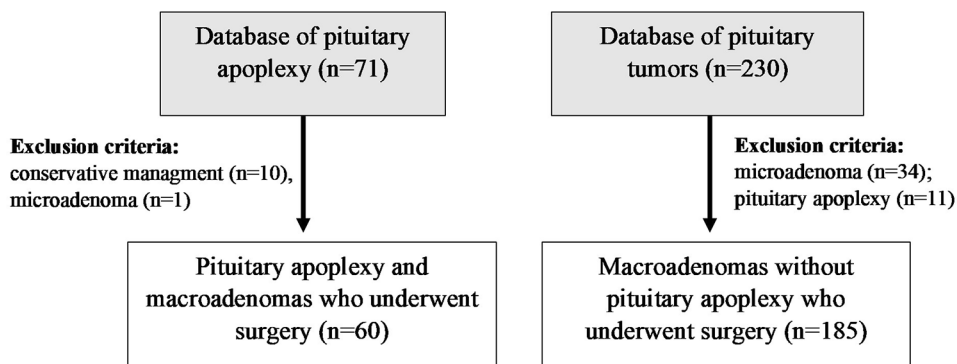 Database of pituitary
apoplexy (n=71)
Database of pituitary
tumors (n=230)
Exclusion criteria:
conservative managment (n=10),
microadenoma (n=1)
Exclusion criteria:
microadenoma (n=34);
pituitary apoplexy (n=11)
Pituitary apoplexy and
macroadenomas who underwent
surgery (n=60)
Macroadenomas without
pituitary apoplexy who
underwent surgery (n=185)